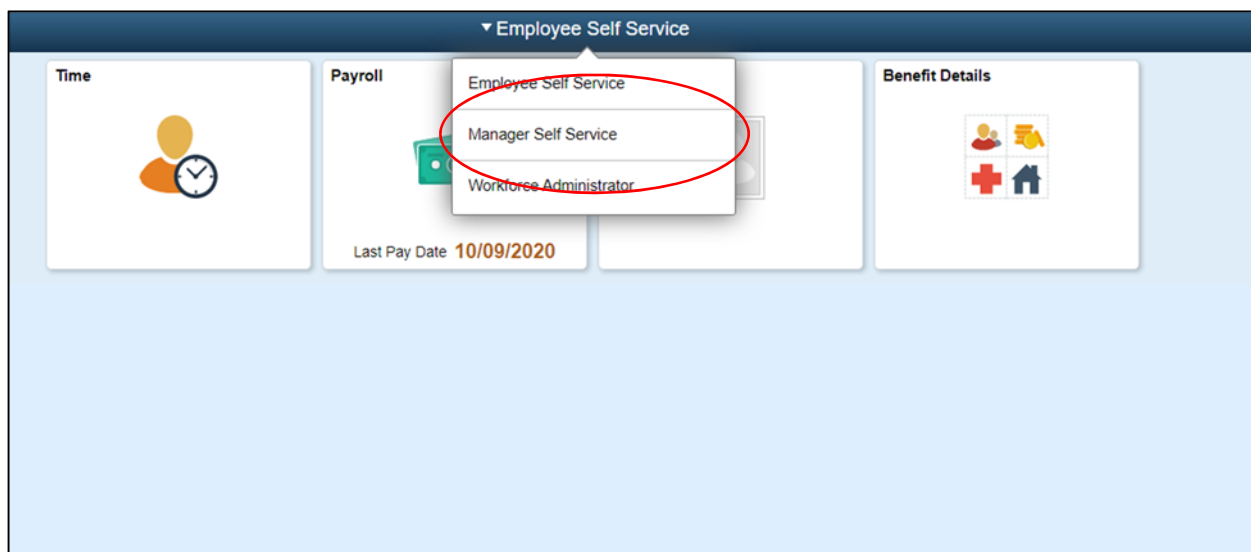 Employee Self Service
Time
Payroll
Employee Self Service
Manager Self Service
Workforce Administrator
Benefit Details
Last Pay Date 10/09/2020